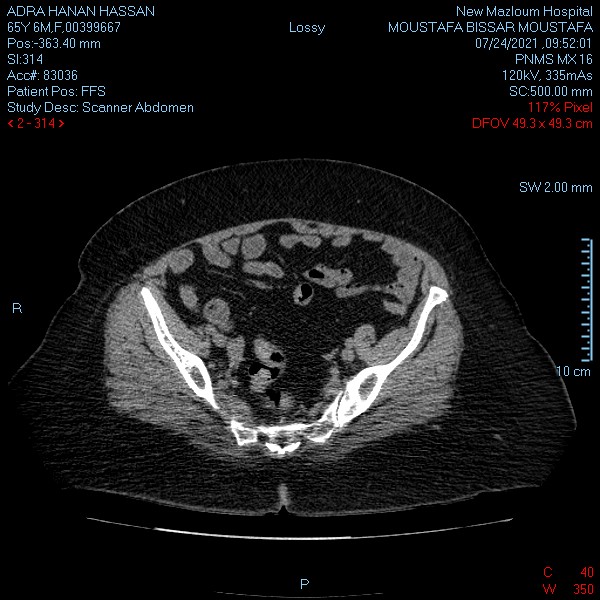 ADRA HANAN HASSAN
65Y 6M,F,00399667
Pos:-363.40 mm
SI:314
Acc#: 83036
Patient Pos: FFS
Study Desc: Scanner Abdomen
< 2 - 314 >
Lossy
New Mazloum Hospital
MOUSTAFA BISSAR MOUSTAFA
07/24/2021 ,09:52:01
PNMS MX 16
120kV, 335mAs
SC:500.00 mm
117% Pixel
DFOV 49.3 x 49.3 cm
SW 2.00 mm
R
10 cm
P
C 40
W 350